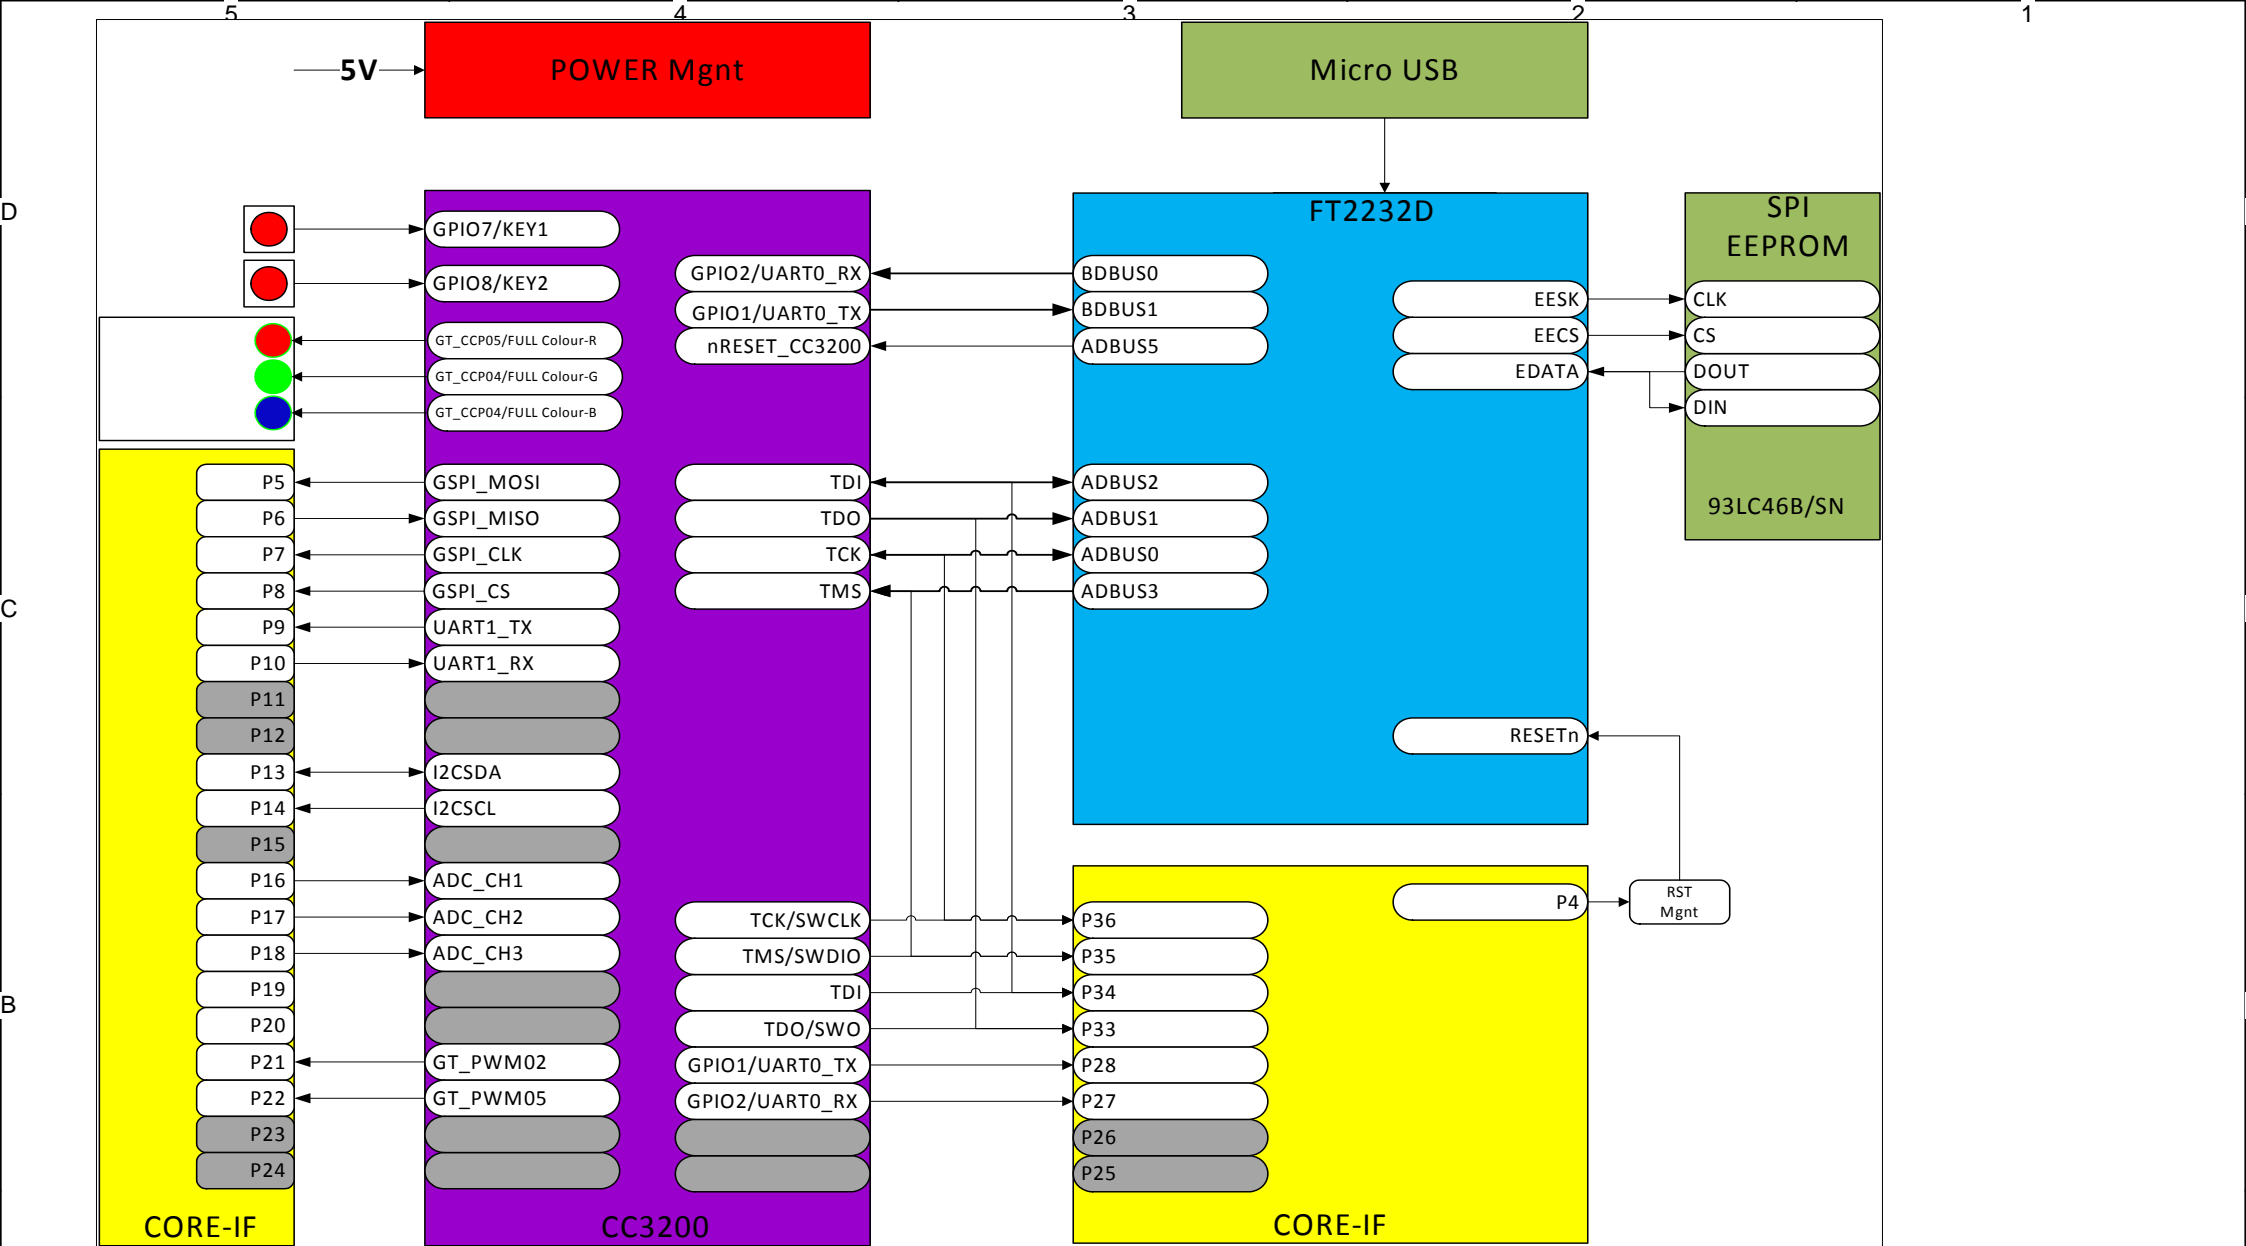 5
4
3
2
1
5V
POWER Mgnt
Micro USB
D
C
B
GPIO7/KEY1
GPIO8/KEY2
GT_CCP05/FULL Colour-R
GT_CCP04/FULL Colour-G
GT_CCP04/FULL Colour-B
P5
P6
P7
P8
P9
P10
P11
P12
P13
P14
P15
P16
P17
P18
P19
P20
P21
P22
P23
P24
CORE-IF
GSPI_MOSI
GSPI_MISO
GSPI_CLK
GSPI_CS
UART1_TX
UART1_RX
I2CSDA
I2CSCL
ADC_CH1
ADC_CH2
ADC_CH3
GT_PWM02
GT_PWM05
GPIO2/UART0_RX
GPIO1/UART0_TX
nRESET_CC3200
TDI
TDO
TCK
TMS
TCK/SWCLK
TMS/SWDIO
TDI
TDO/SWO
GPIO1/UART0_TX
GPIO2/UART0_RX
CC3200
FT2232D
BDBUS0
BDBUS1
ADBUS5
ADBUS2
ADBUS1
ADBUS0
ADBUS3
EESK
EECS
EDATA
RESETn
SPI
EEPROM
CLK
CS
DOUT
DIN
93LC46B/SN
P36
P35
P34
P33
P28
P27
P26
P25
P4
RST
Mgnt
CORE-IF